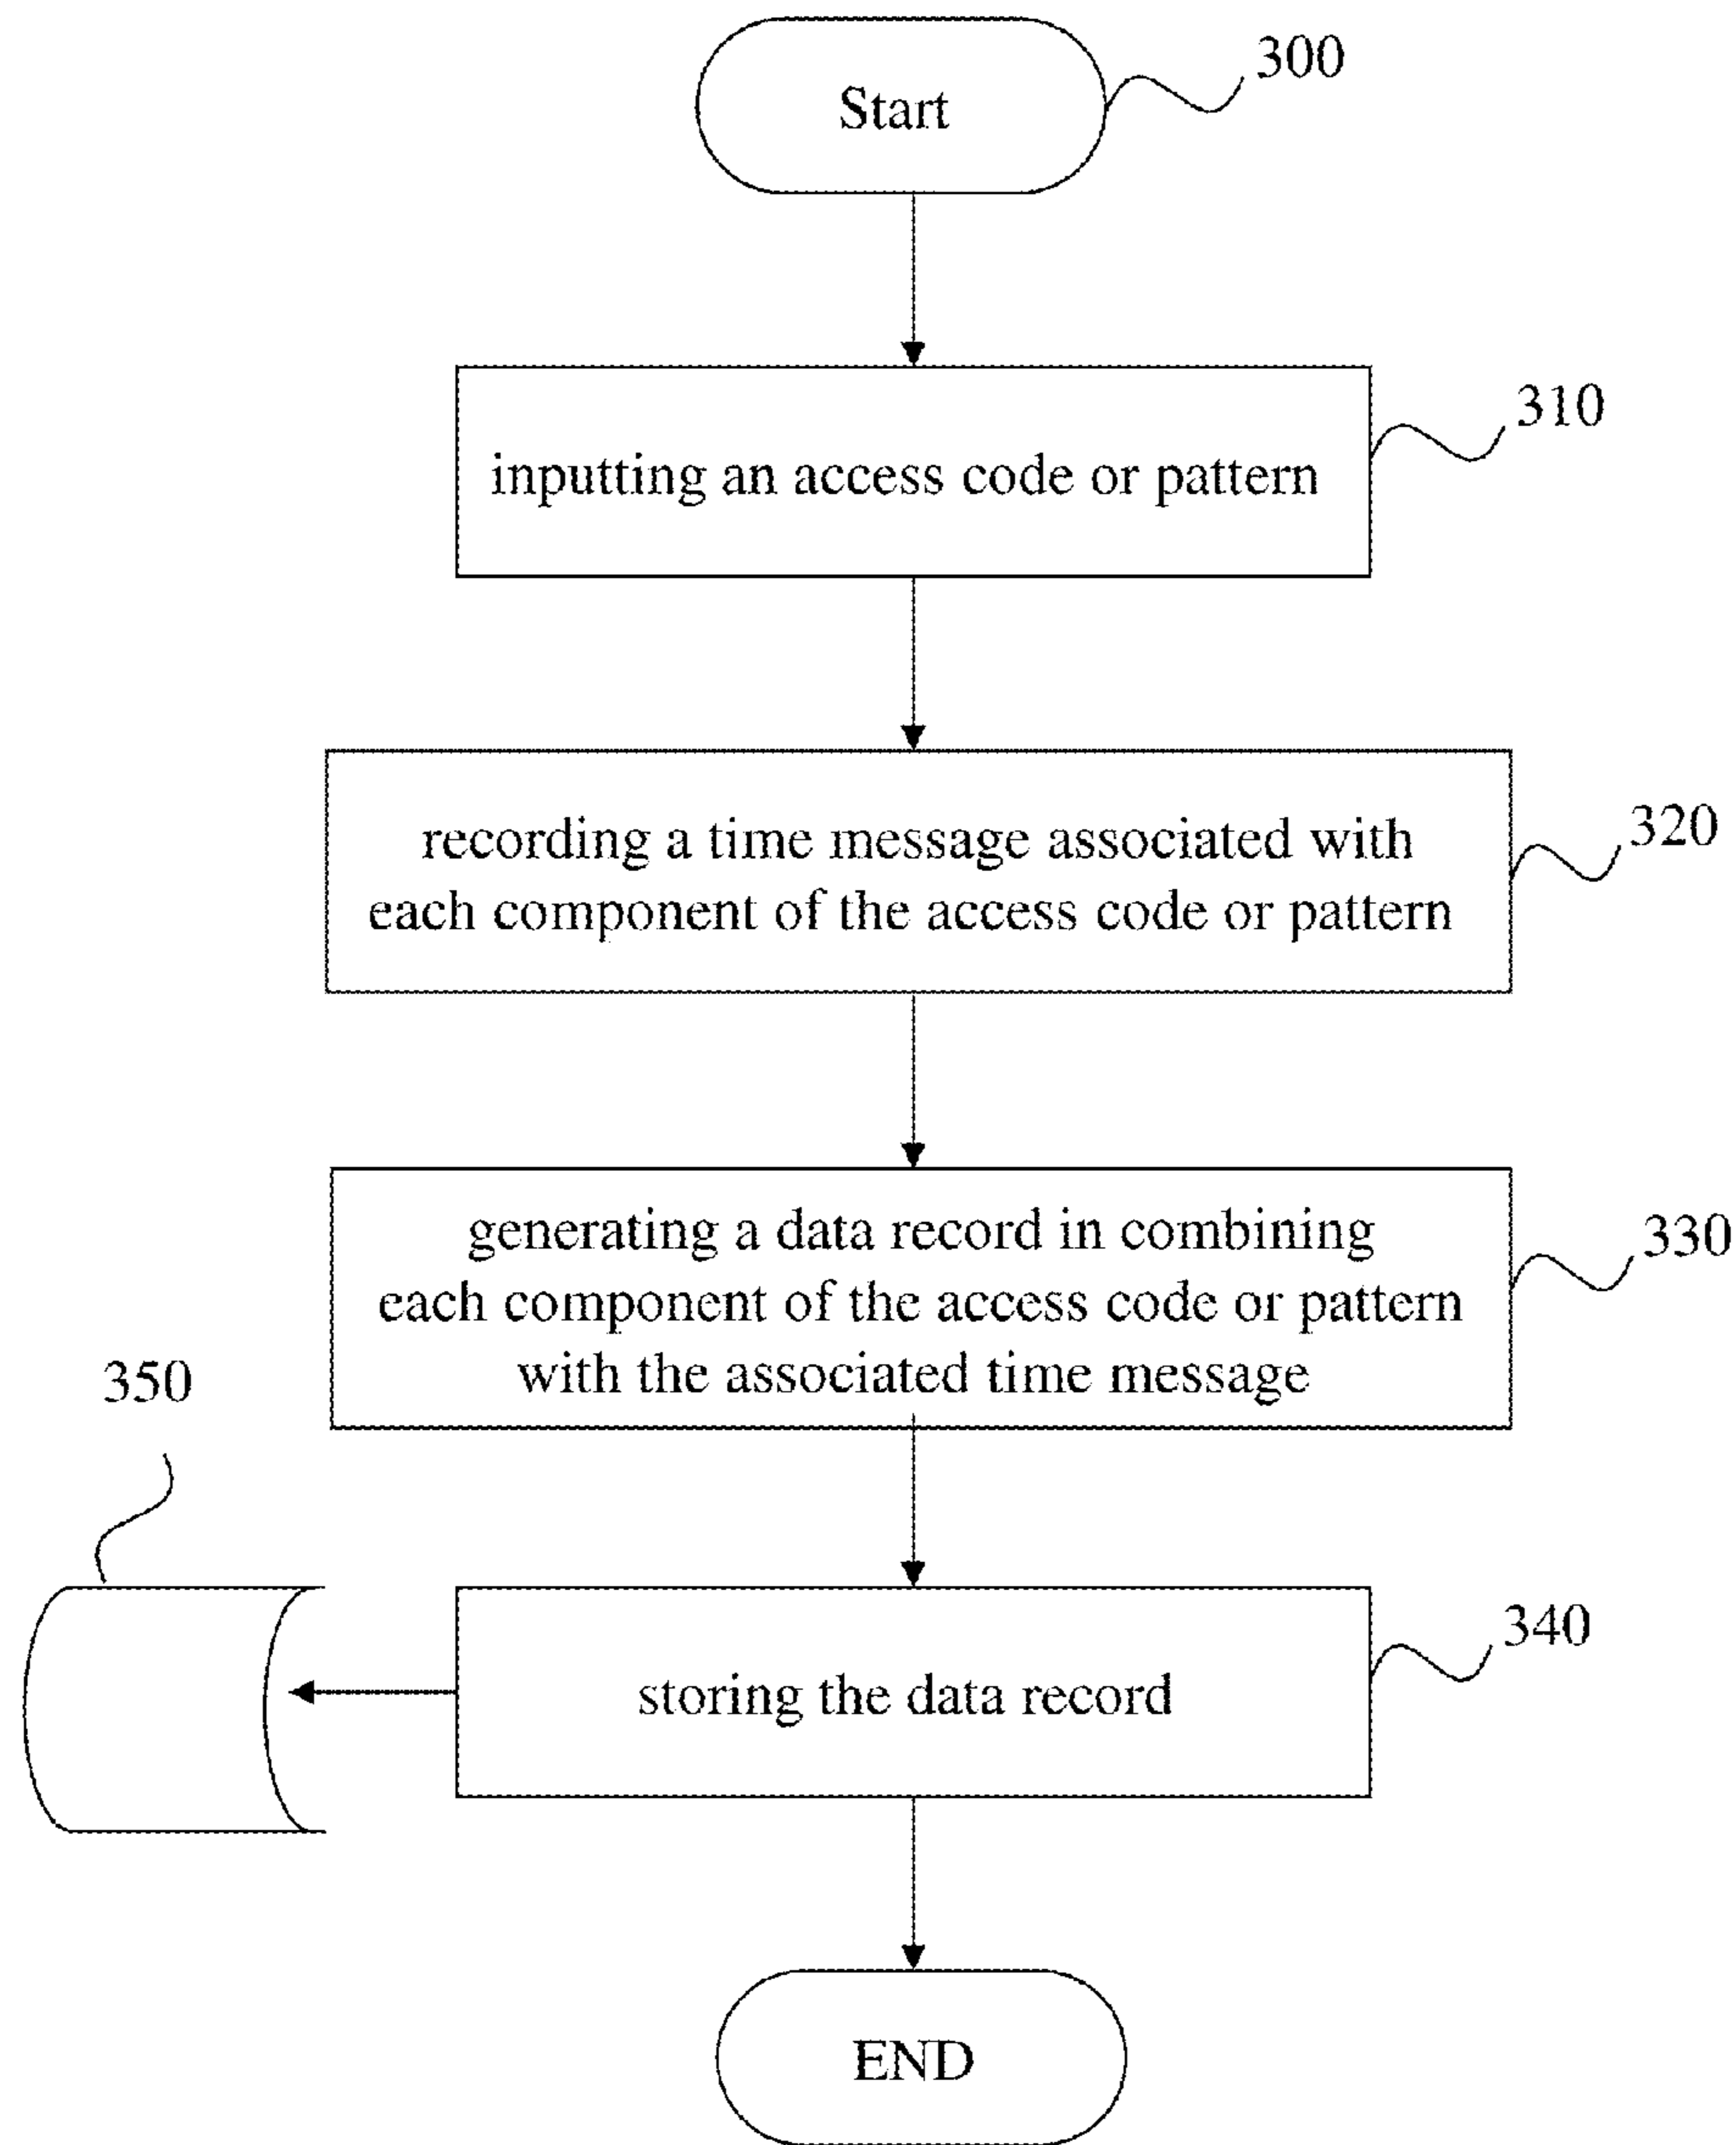 Start
300
inputting an access code or pattern
310
recording a time message associated with
each component of the access code or pattern
320
generating a data record in combining
each component of the access code or pattern
with the associated time message
330
350
storing the data record
340
END